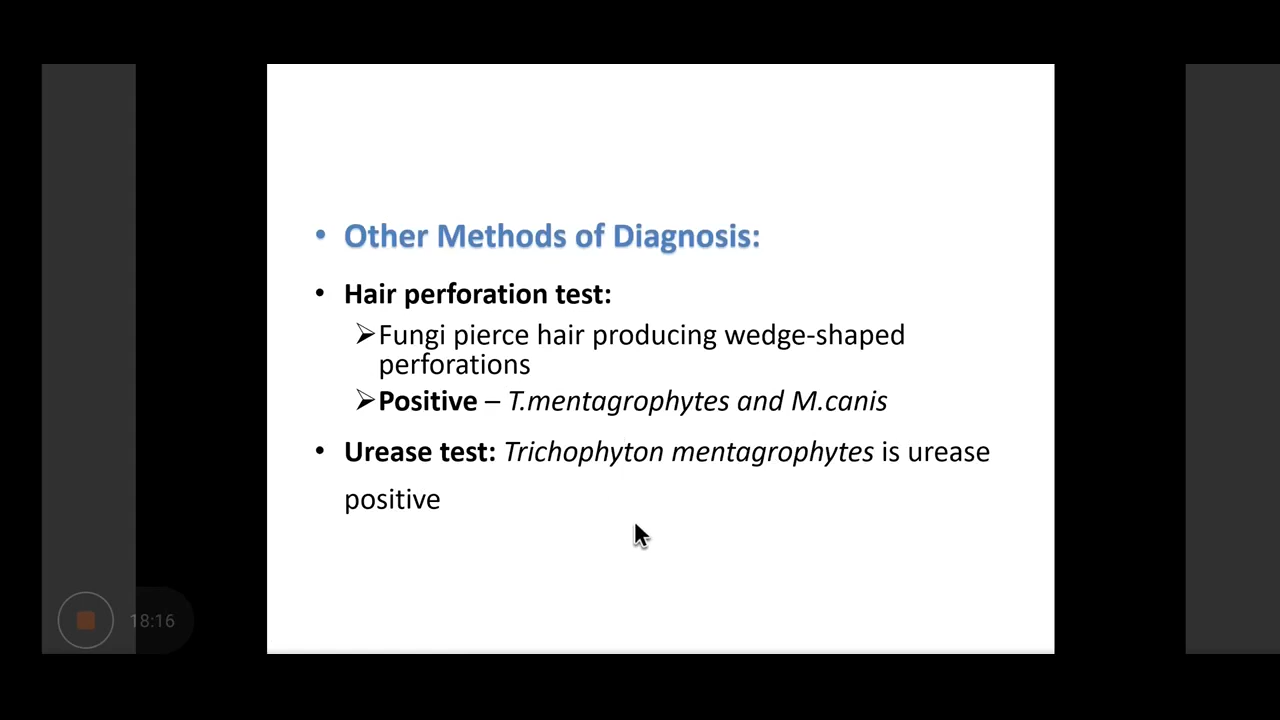 • Other Methods of Diagnosis:
• Hair perforation test:
➢Fungi pierce hair producing wedge-shaped
perforations
➢Positive – T.mentagrophytes and M.canis
• Urease test: Trichophyton mentagrophytes is urease
positive
18:16